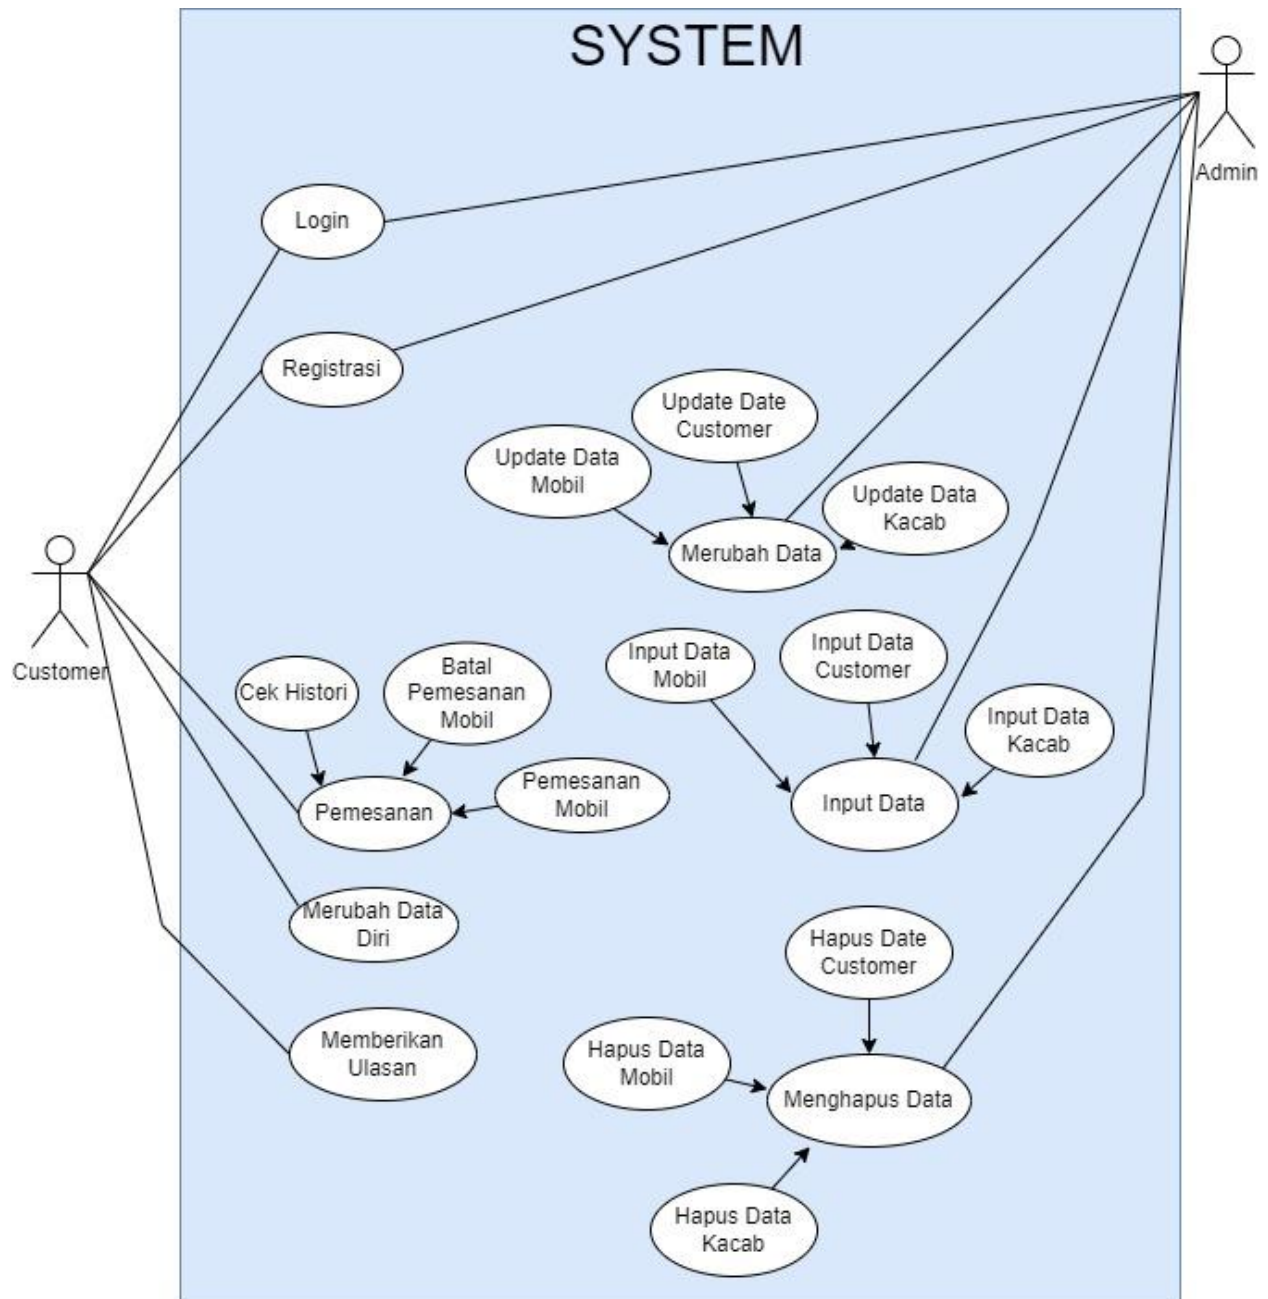 SYSTEM
Admin
Login
Registrasi
Update Date
Customer
Update Data
Mobil
Update Data
Kacab
Merubah Data
Customer
Input Data
Mobil
Input Data
Customer
Cek Histori
Batal
Pemesanan
Mobil
Input Data
Kacab
Pemesanan
Mobil
Pemesanan
Input Data
Merubah Data
Diri
Hapus Date
Customer
Memberikan
Ulasan
Hapus Data
Mobil
Menghapus Data
Hapus Data
Kacab